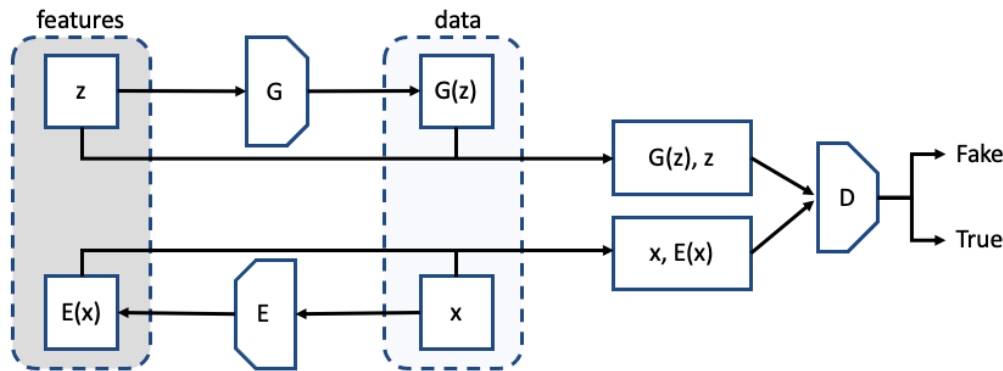 features
data
z
G
G(z)
G(z), z
D
Fake
True
x, E(x)
E(x)
E
x